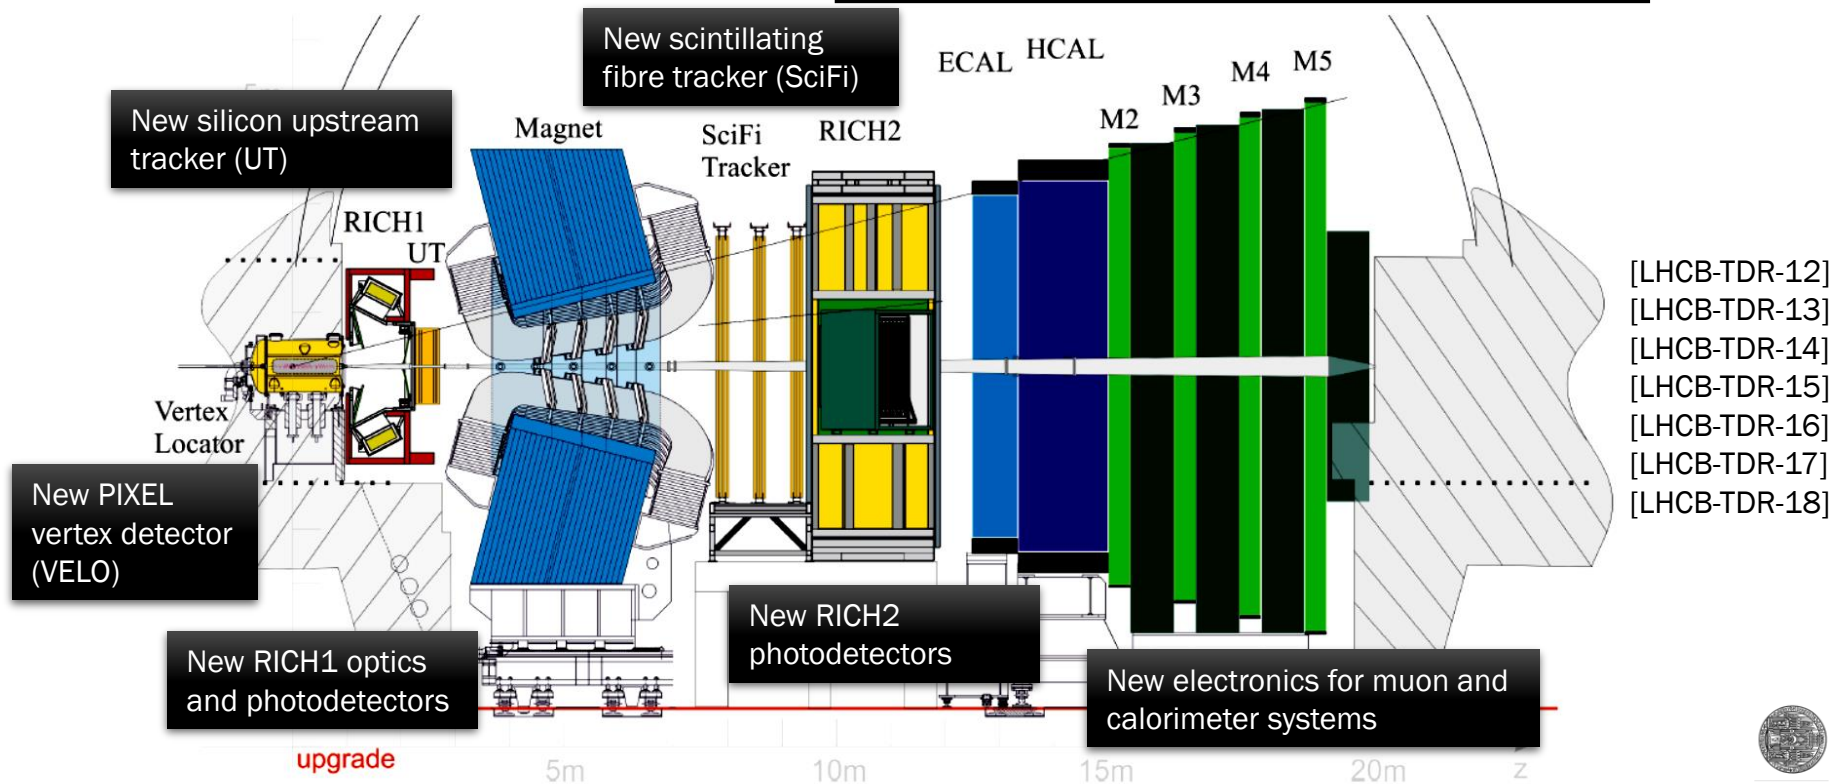 New scintillating
fibre tracker (SciFi)
ECAL
HCAL
M2
M3
M4
M5
New silicon upstream
tracker (UT)
Magnet
SciFi
Tracker
RICH2
RICH1
UT
Vertex
Locator
New PIXEL
vertex detector
(VELO)
New RICH1 optics
and photodetectors
New RICH2
photodetectors
New electronics for muon and
calorimeter systems
[LHCB-TDR-12]
[LHCB-TDR-13]
[LHCB-TDR-14]
[LHCB-TDR-15]
[LHCB-TDR-16]
[LHCB-TDR-17]
[LHCB-TDR-18]
upgrade
5m
10m
15m
20m
z